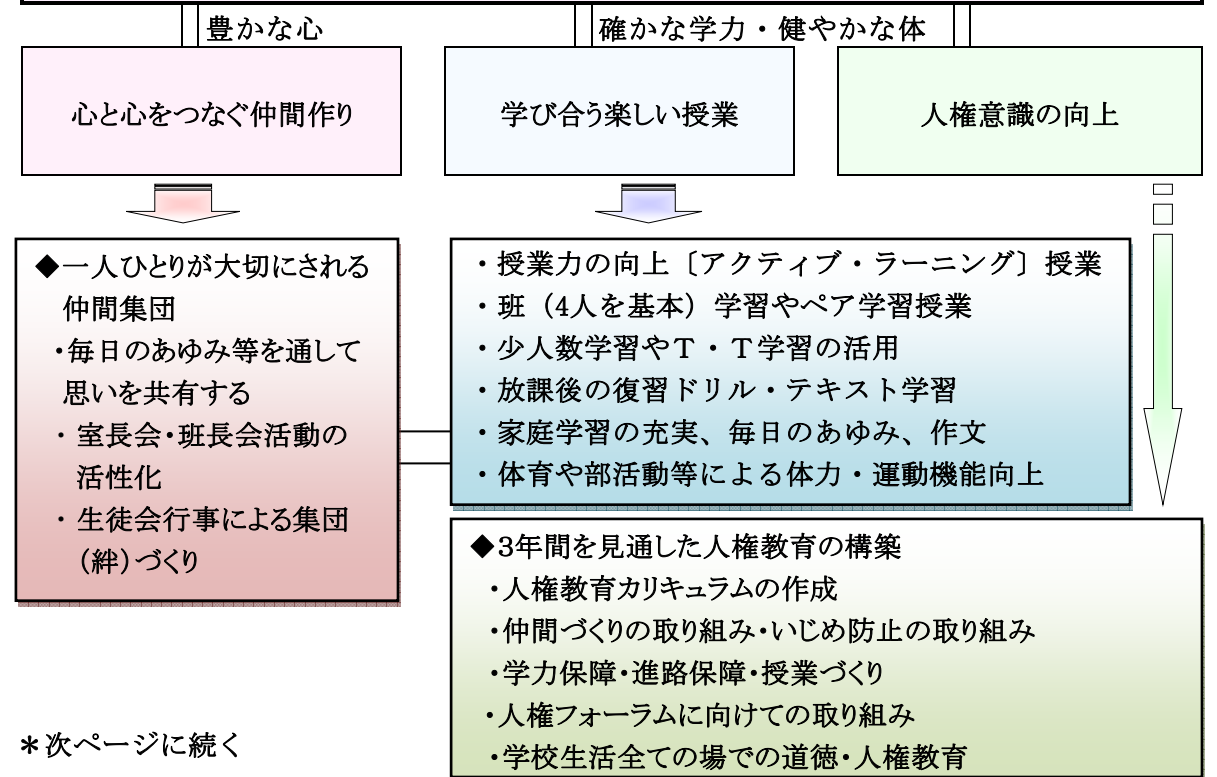 豊かな心
確かな学力・健やかな体
心と心をつなぐ仲間作り
学び合う楽しい授業
人権意識の向上
◆一人ひとりが大切にされる
仲間集団
・毎日のあゆみ等を通して
思いを共有する
・室長会・班長会活動の
活性化
・生徒会行事による集団
(絆)づくり
・授業力の向上〔アクティブ・ラーニング〕授業
・班（4人を基本）学習やペア学習授業
・少人数学習やT・T学習の活用
・放課後の復習ドリル・テキスト学習
・家庭学習の充実、毎日のあゆみ、作文
・体育や部活動等による体力・運動機能向上
◆3年間を見通した人権教育の構築
・人権教育カリキュラムの作成
・仲間づくりの取り組み・いじめ防止の取り組み
・学力保障・進路保障・授業づくり
・人権フォーラムに向けての取り組み
・学校生活全ての場での道徳・人権教育
＊次ページに続く